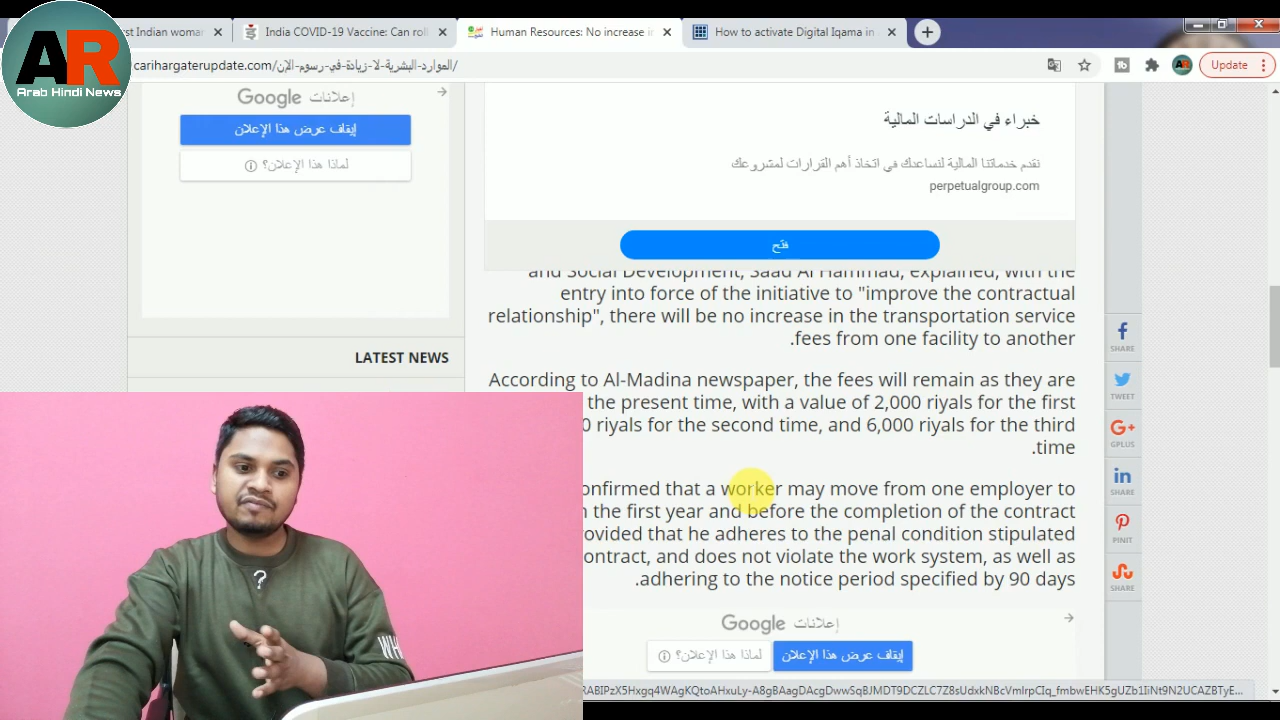 AR
Arab Hindi News
st Indian woman
India COVID-19 Vaccine: Can roll
Human Resources: No increase i
How to activate Digital Iqama in
carihargaterupdate.com/الموارد-البشرية-لا-زيادة-في-رسوم-الإن/
Update
إعلانات Google
إيقاف عرض هذا الإعلان
لماذا هذا الإعلان؟
LATEST NEWS
خبراء في الدراسات المالية
نقدم خدماتنا المالية لنساعدك في اتخاذ أهم القرارات لمشروعك
perpetualgroup.com
فتح
and Social Development, Saad Al Hammad, explained, with the
entry into force of the initiative to "improve the contractual
relationship", there will be no increase in the transportation service
.fees from one facility to another
According to Al-Madina newspaper, the fees will remain as they are
the present time, with a value of 2,000 riyals for the first
0 riyals for the second time, and 6,000 riyals for the third
.time
onfirmed that a worker may move from one employer to
n the first year and before the completion of the contract
ovided that he adheres to the penal condition stipulated
ontract, and does not violate the work system, as well as
.adhering to the notice period specified by 90 days
إعلانات Google
إيقاف عرض هذا الإعلان
لماذا هذا الإعلان؟
SHARE
TWEET
G+
GPLUS
in
SHARE
PINIT
SHARE
WH